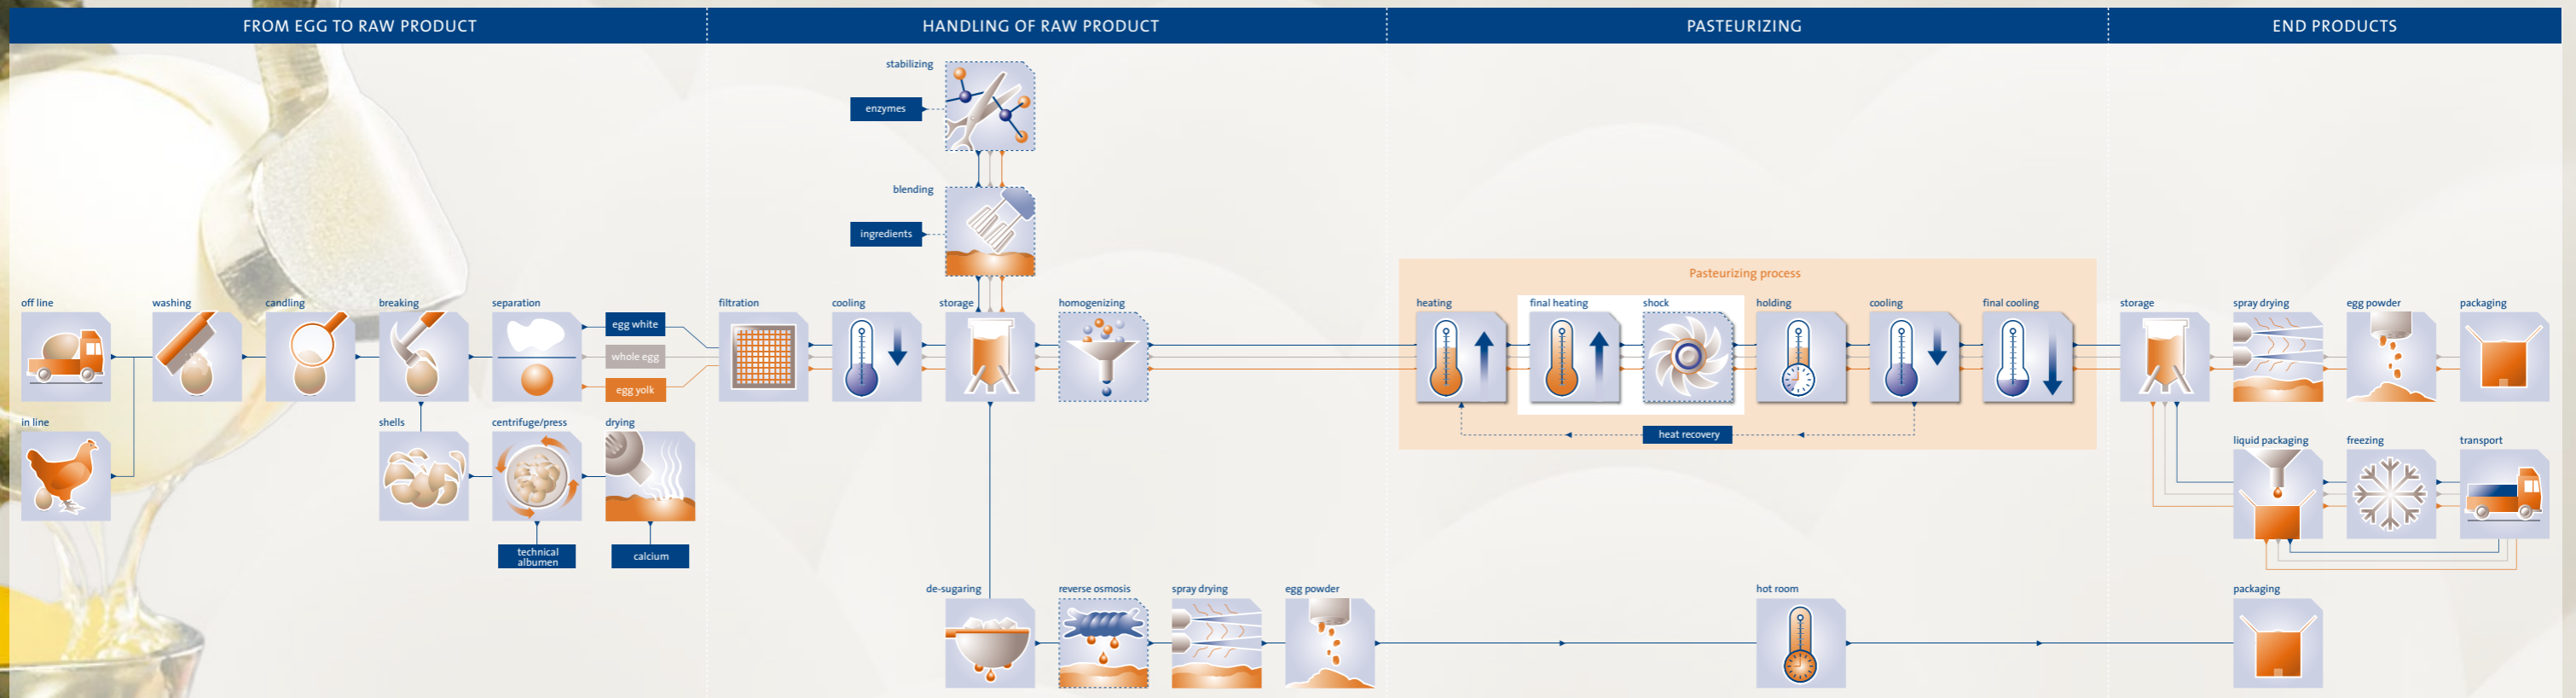 FROM EGG TO RAW PRODUCT
HANDLING OF RAW PRODUCT
PASTEURIZING
END PRODUCTS
stabilizing
enzymes
blending
ingredients
Pasteurizing process
off line
washing
candling
breaking
separation
egg white
whole egg
egg yolk
filtration
cooling
storage
homogenizing
heating
final heating
shock
holding
cooling
final cooling
storage
spray drying
egg powder
packaging
in line
shells
centrifuge/press
drying
heat recovery
liquid packaging
freezing
transport
technical
albumen
calcium
de-sugaring
reverse osmosis
spray drying
egg powder
hot room
packaging